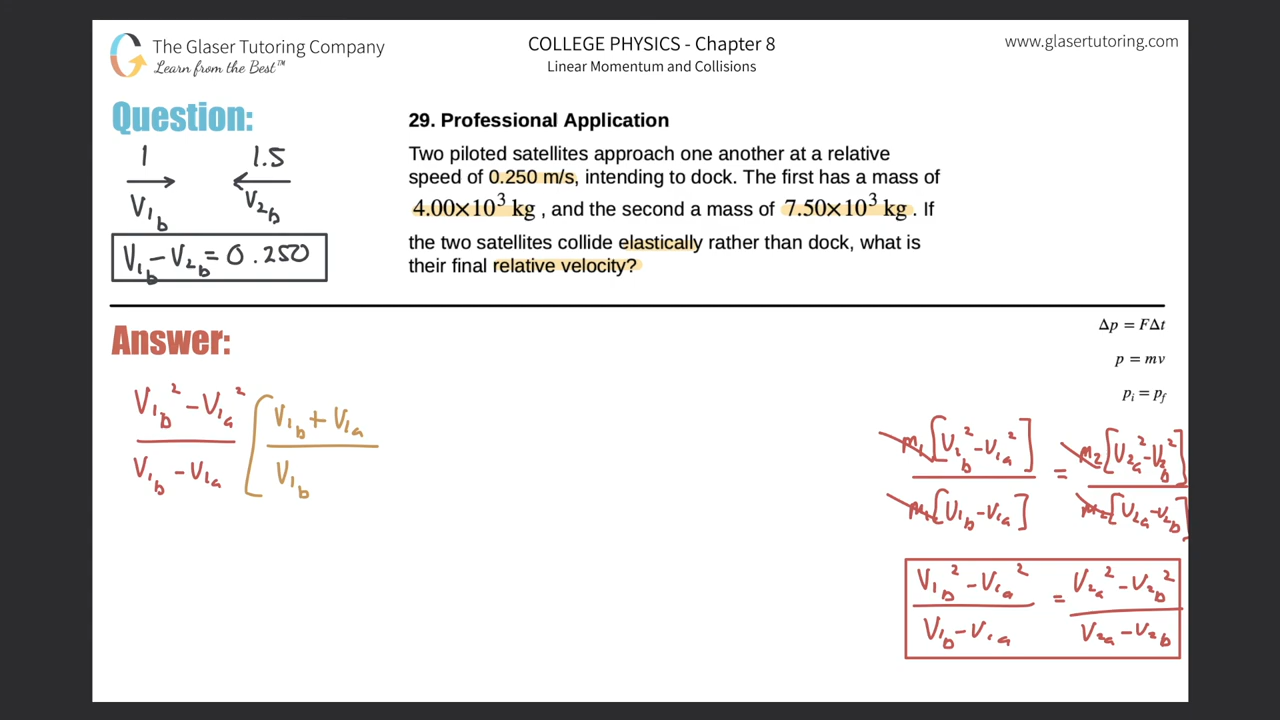 The Glaser Tutoring Company
Learn from the Best™
COLLEGE PHYSICS - Chapter 8
Linear Momentum and Collisions
www.glasertutoring.com
Question:
1 1.5
V₁b V₂b
V₁b - V₂b = 0.250
29. Professional Application
Two piloted satellites approach one another at a relative
speed of 0.250 m/s, intending to dock. The first has a mass of
4.00×10³ kg , and the second a mass of 7.50×10³ kg . If
the two satellites collide elastically rather than dock, what is
their final relative velocity?
Answer:
Δp = FΔt
p = mv
pᵢ = p_f
V₁b² - V₁a² [ V₁b + V₁a
V₁b - V₁a V₁b
m₁[V₂b² - V₁a²] = m₂[V₂a² - V₂b²]
m₁[V₁b - V₁a] m₂[V₂a - V₂b]
V₁b² - V₁a² = V₂a² - V₂b²
V₁b - V₁a V₂a - V₂b